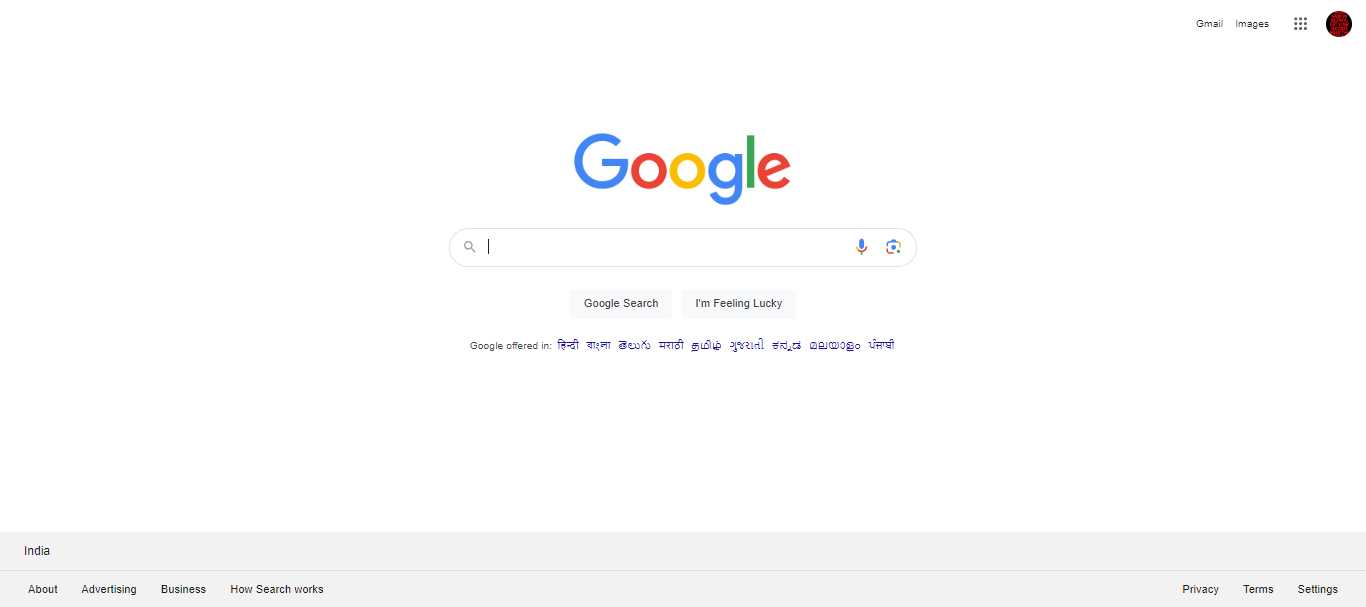 Gmail Images
Google
Google Search I'm Feeling Lucky
Google offered in: हिन्दी বাংলা తెలుగు मराठी தமிழ் ગુજરાતી ಕನ್ನಡ മലയാളം ਪੰਜਾਬੀ
India
About Advertising Business How Search works Privacy Terms Settings